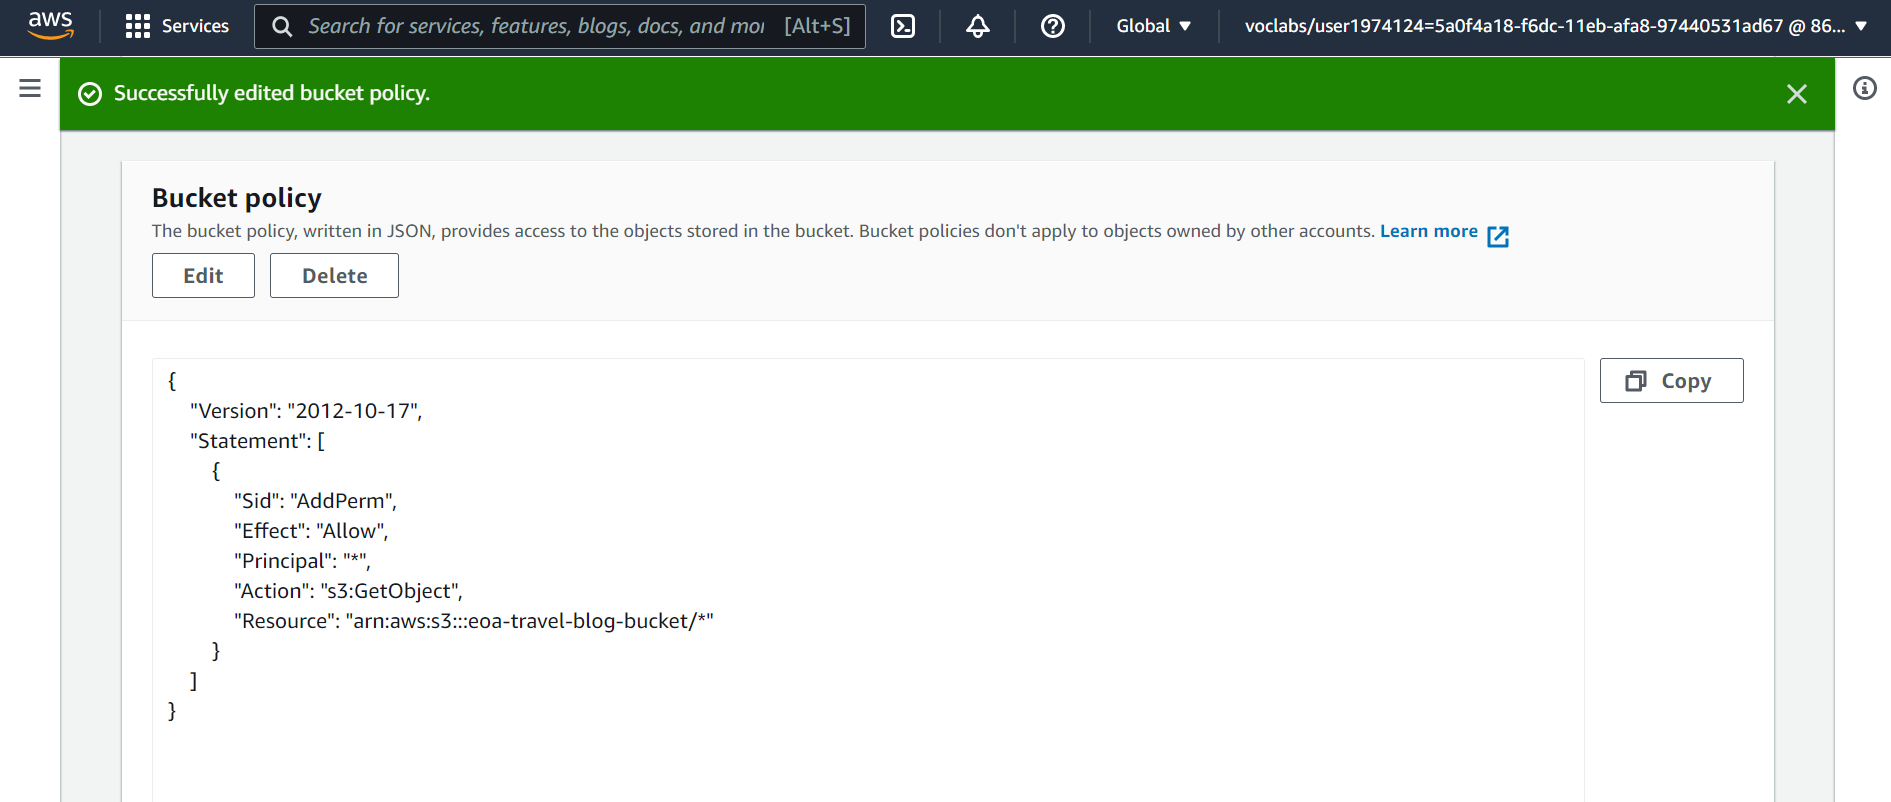 aws Services Search for services, features, blogs, docs, and mo [Alt+S] Global voclabs/user1974124=5a0f4a18-f6dc-11eb-afa8-97440531ad67 @ 86...
Successfully edited bucket policy.
Bucket policy
The bucket policy, written in JSON, provides access to the objects stored in the bucket. Bucket policies don't apply to objects owned by other accounts. Learn more
Edit Delete
Copy
{
"Version": "2012-10-17",
"Statement": [
{
"Sid": "AddPerm",
"Effect": "Allow",
"Principal": "*",
"Action": "s3:GetObject",
"Resource": "arn:aws:s3:::eoa-travel-blog-bucket/*"
}
]
}